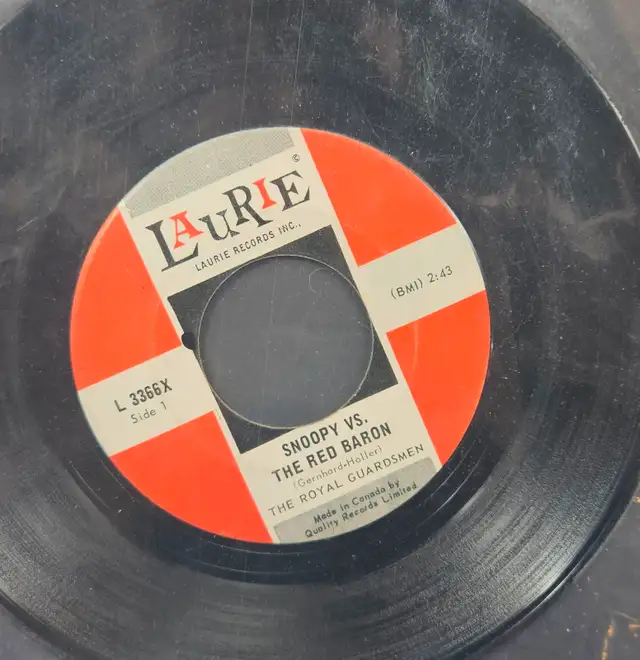 LAURIE ©
LAURIE RECORDS INC.,
(BMI) 2:43
L 3366X
Side 1
SNOOPY VS.
THE RED BARON
(Gernhard-Holler)
THE ROYAL GUARDSMEN
Made in Canada by
Quality Records Limited